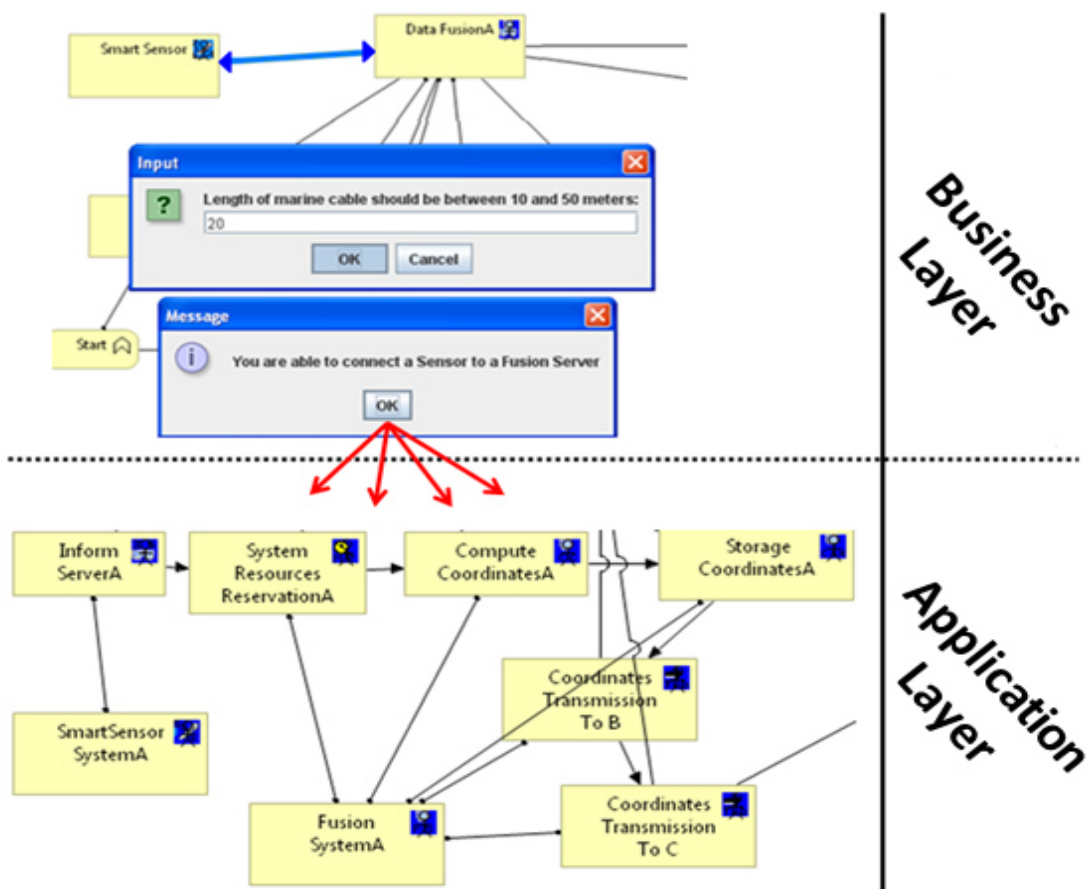 Smart Sensor
Data FusionA
Input
?
Length of marine cable should be between 10 and 50 meters:
20
OK
Cancel
Start
Message
i
You are able to connect a Sensor to a Fusion Server
OK
Business
Layer
Inform
ServerA
System
Resources
ReservationA
Compute
CoordinatesA
Storage
CoordinatesA
SmartSensor
SystemA
Coordinates
Transmission
To B
Fusion
SystemA
Coordinates
Transmission
To C
Application
Layer